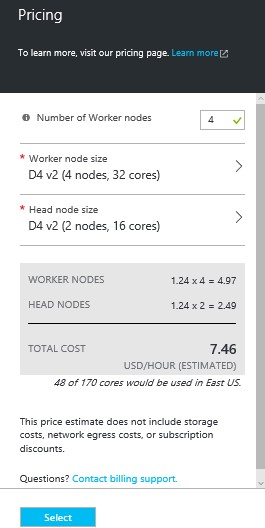 Pricing
To learn more, visit our pricing page. Learn more
Number of Worker nodes
4
* Worker node size
D4 v2 (4 nodes, 32 cores)
* Head node size
D4 v2 (2 nodes, 16 cores)
WORKER NODES 1.24 x 4 = 4.97
HEAD NODES 1.24 x 2 = 2.49
TOTAL COST 7.46
USD/HOUR (ESTIMATED)
48 of 170 cores would be used in East US.
This price estimate does not include storage
costs, network egress costs, or subscription
discounts.
Questions? Contact billing support.
Select